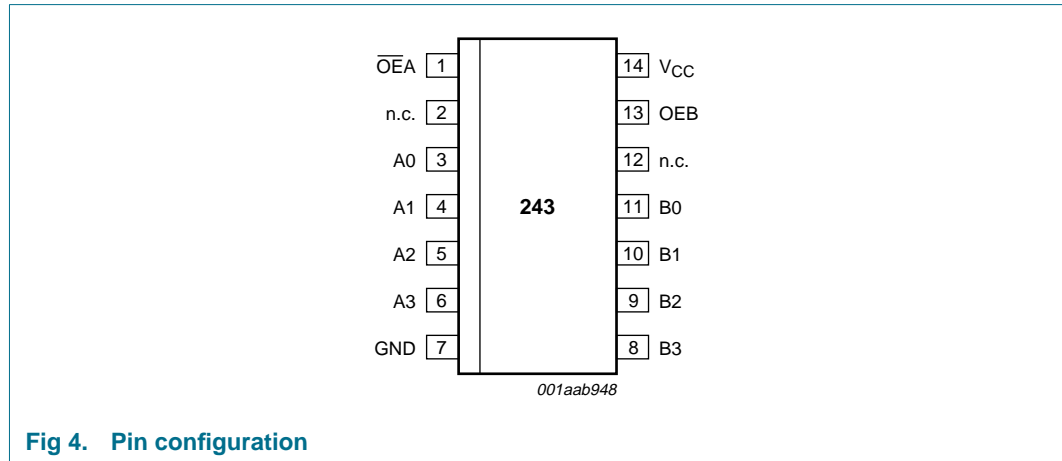 O̅E̅A 1 14 VCC
n.c. 2 13 OEB
A0 3 12 n.c.
A1 4 243 11 B0
A2 5 10 B1
A3 6 9 B2
GND 7 8 B3
001aab948
Fig 4. Pin configuration